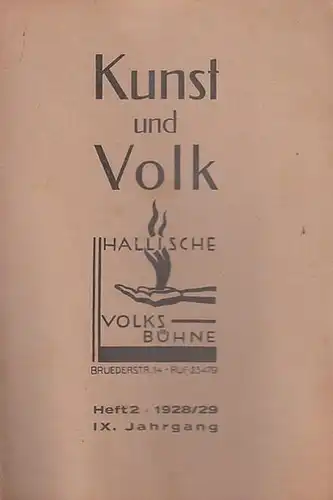 Kunst
und
Volk
HALLISCHE
VOLKS
BÜHNE
BRUEDERSTR. 14 - RUF 23479
Heft 2 - 1928/29
IX. Jahrgang